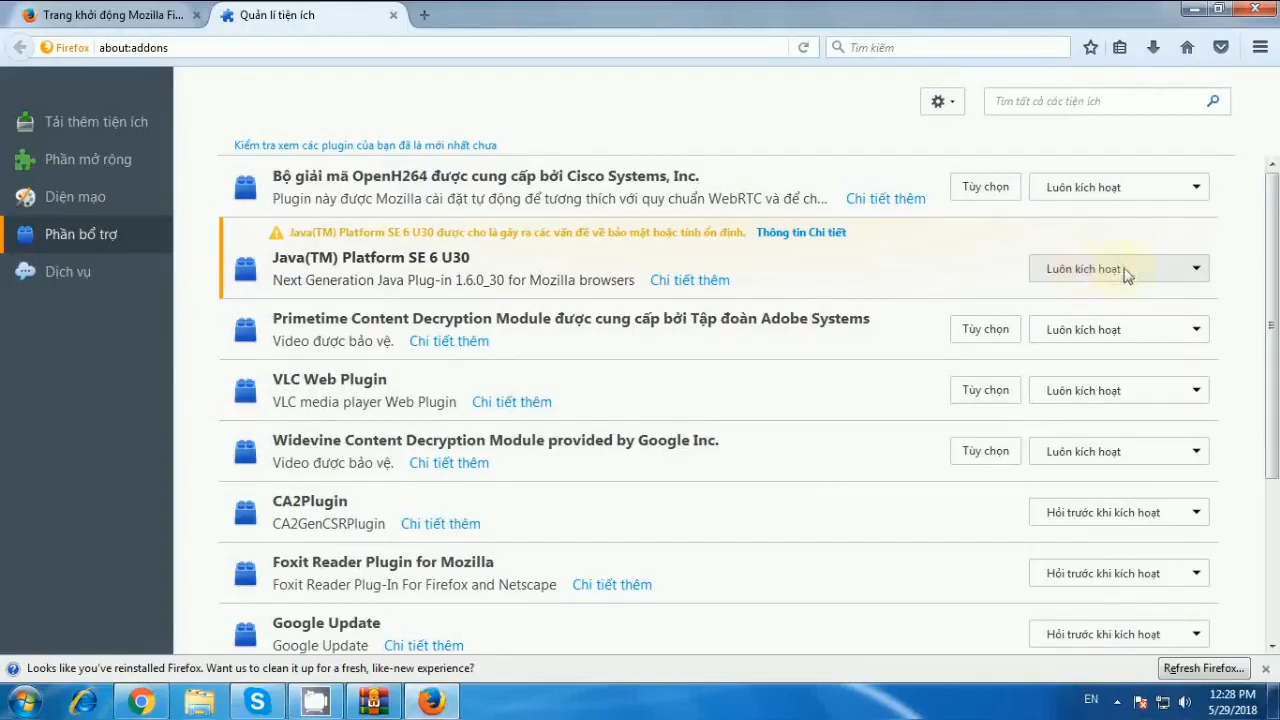 Trang khởi động Mozilla Fi...
Quản lí tiện ích
Firefox
about:addons
Tìm kiếm
Tải thêm tiện ích
Phần mở rộng
Diện mạo
Phần bổ trợ
Dịch vụ
Tìm tất cả các tiện ích
Kiểm tra xem các plugin của bạn đã là mới nhất chưa
Bộ giải mã OpenH264 được cung cấp bởi Cisco Systems, Inc.
Plugin này được Mozilla cài đặt tự động để tương thích với quy chuẩn WebRTC và để ch... Chi tiết thêm
Tùy chọn
Luôn kích hoạt
Java(TM) Platform SE 6 U30 được cho là gây ra các vấn đề về bảo mật hoặc tính ổn định. Thông tin Chi tiết
Java(TM) Platform SE 6 U30
Next Generation Java Plug-in 1.6.0_30 for Mozilla browsers Chi tiết thêm
Luôn kích hoạt
Primetime Content Decryption Module được cung cấp bởi Tập đoàn Adobe Systems
Video được bảo vệ. Chi tiết thêm
Tùy chọn
Luôn kích hoạt
VLC Web Plugin
VLC media player Web Plugin Chi tiết thêm
Tùy chọn
Luôn kích hoạt
Widevine Content Decryption Module provided by Google Inc.
Video được bảo vệ. Chi tiết thêm
Tùy chọn
Luôn kích hoạt
CA2Plugin
CA2GenCSRPlugin Chi tiết thêm
Hỏi trước khi kích hoạt
Foxit Reader Plugin for Mozilla
Foxit Reader Plug-In For Firefox and Netscape Chi tiết thêm
Hỏi trước khi kích hoạt
Google Update
Google Update Chi tiết thêm
Hỏi trước khi kích hoạt
Looks like you've reinstalled Firefox. Want us to clean it up for a fresh, like-new experience?
Refresh Firefox...
EN
12:28 PM
5/29/2018